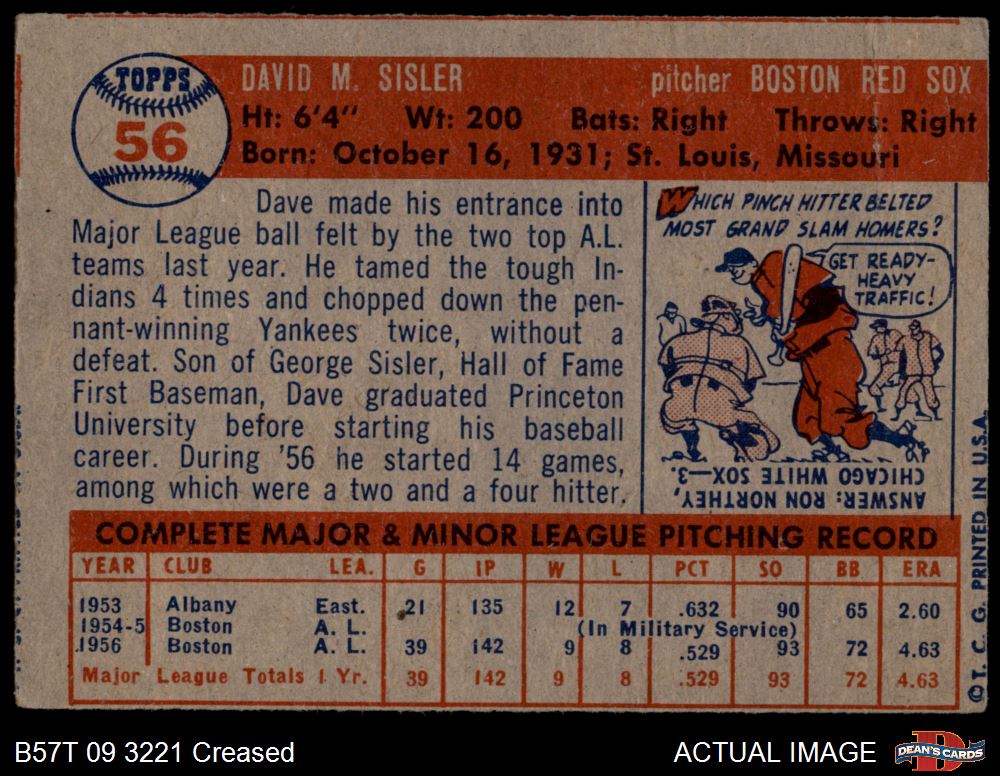 TOPPS
56
DAVID M. SISLER pitcher BOSTON RED SOX
Ht: 6'4" Wt: 200 Bats: Right Throws: Right
Born: October 16, 1931; St. Louis, Missouri
Dave made his entrance into
Major League ball felt by the two top A.L.
teams last year. He tamed the tough In-
dians 4 times and chopped down the pen-
nant-winning Yankees twice, without a
defeat. Son of George Sisler, Hall of Fame
First Baseman, Dave graduated Princeton
University before starting his baseball
career. During '56 he started 14 games,
among which were a two and a four hitter.
WHICH PINCH HITTER BELTED
MOST GRAND SLAM HOMERS?
GET READY-
HEAVY
TRAFFIC!
ANSWER: RON NORTHEY,
CHICAGO WHITE SOX—3.
COMPLETE MAJOR & MINOR LEAGUE PITCHING RECORD
YEAR CLUB LEA. G IP W L PCT SO BB ERA
1953 Albany East. 21 135 12 7 .632 90 65 2.60
1954-5 Boston A. L. (In Military Service)
1956 Boston A. L. 39 142 9 8 .529 93 72 4.63
Major League Totals 1 Yr. 39 142 9 8 .529 93 72 4.63
©T. C. G. PRINTED IN U.S.A.
B57T 09 3221 Creased ACTUAL IMAGE
D
DEAN'S CARDS